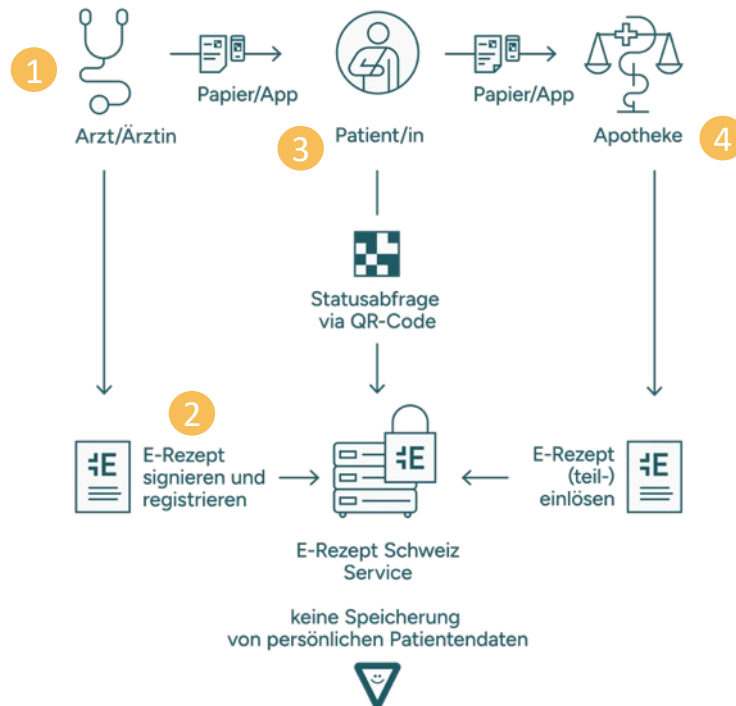 1
Arzt/Ärztin
Papier/App
3
Patient/in
Papier/App
Apotheke
4
Statusabfrage
via QR-Code
2
E
E-Rezept
signieren und
registrieren
E
E-Rezept
(teil-)
einlösen
E
E-Rezept Schweiz
Service
keine Speicherung
von persönlichen Patientendaten